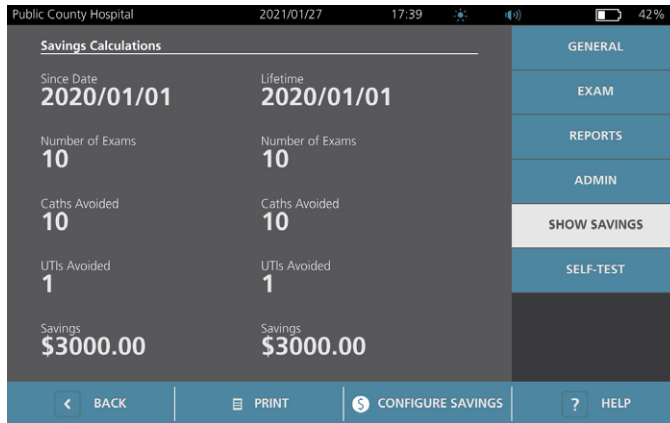 Public County Hospital 2021/01/27 17:39 42%
Savings Calculations
Since Date Lifetime
2020/01/01 2020/01/01
Number of Exams Number of Exams
10 10
Caths Avoided Caths Avoided
10 10
UTIs Avoided UTIs Avoided
1 1
Savings Savings
$3000.00 $3000.00
GENERAL
EXAM
REPORTS
ADMIN
SHOW SAVINGS
SELF-TEST
< BACK PRINT $ CONFIGURE SAVINGS ? HELP